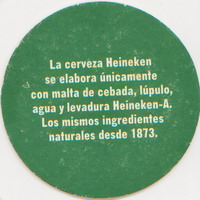 La cerveza Heineken
se elabora únicamente
con malta de cebada, lúpulo,
agua y levadura Heineken-A.
Los mismos ingredientes
naturales desde 1873.